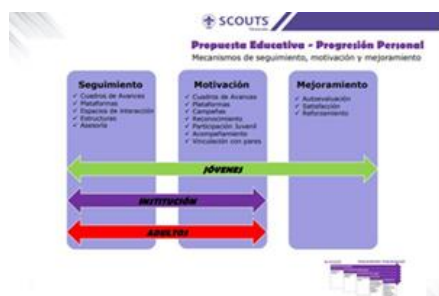 SCOUTS
Propuesta Educativa - Progresión Personal
Mecanismos de seguimiento, motivación y mejoramiento
Seguimiento
✓ Cuadros de Avances
✓ Plataformas
✓ Espacios de Interacción
✓ Estructuras
✓ Asesoría
Motivación
✓ Cuadros de Avances
✓ Plataformas
✓ Campañas
✓ Reconocimiento
✓ Participación Juvenil
✓ Acompañamiento
✓ Vinculación con pares
Mejoramiento
✓ Autoevaluación
✓ Satisfacción
✓ Reforzamiento
JÓVENES
INSTITUCIÓN
ADULTOS